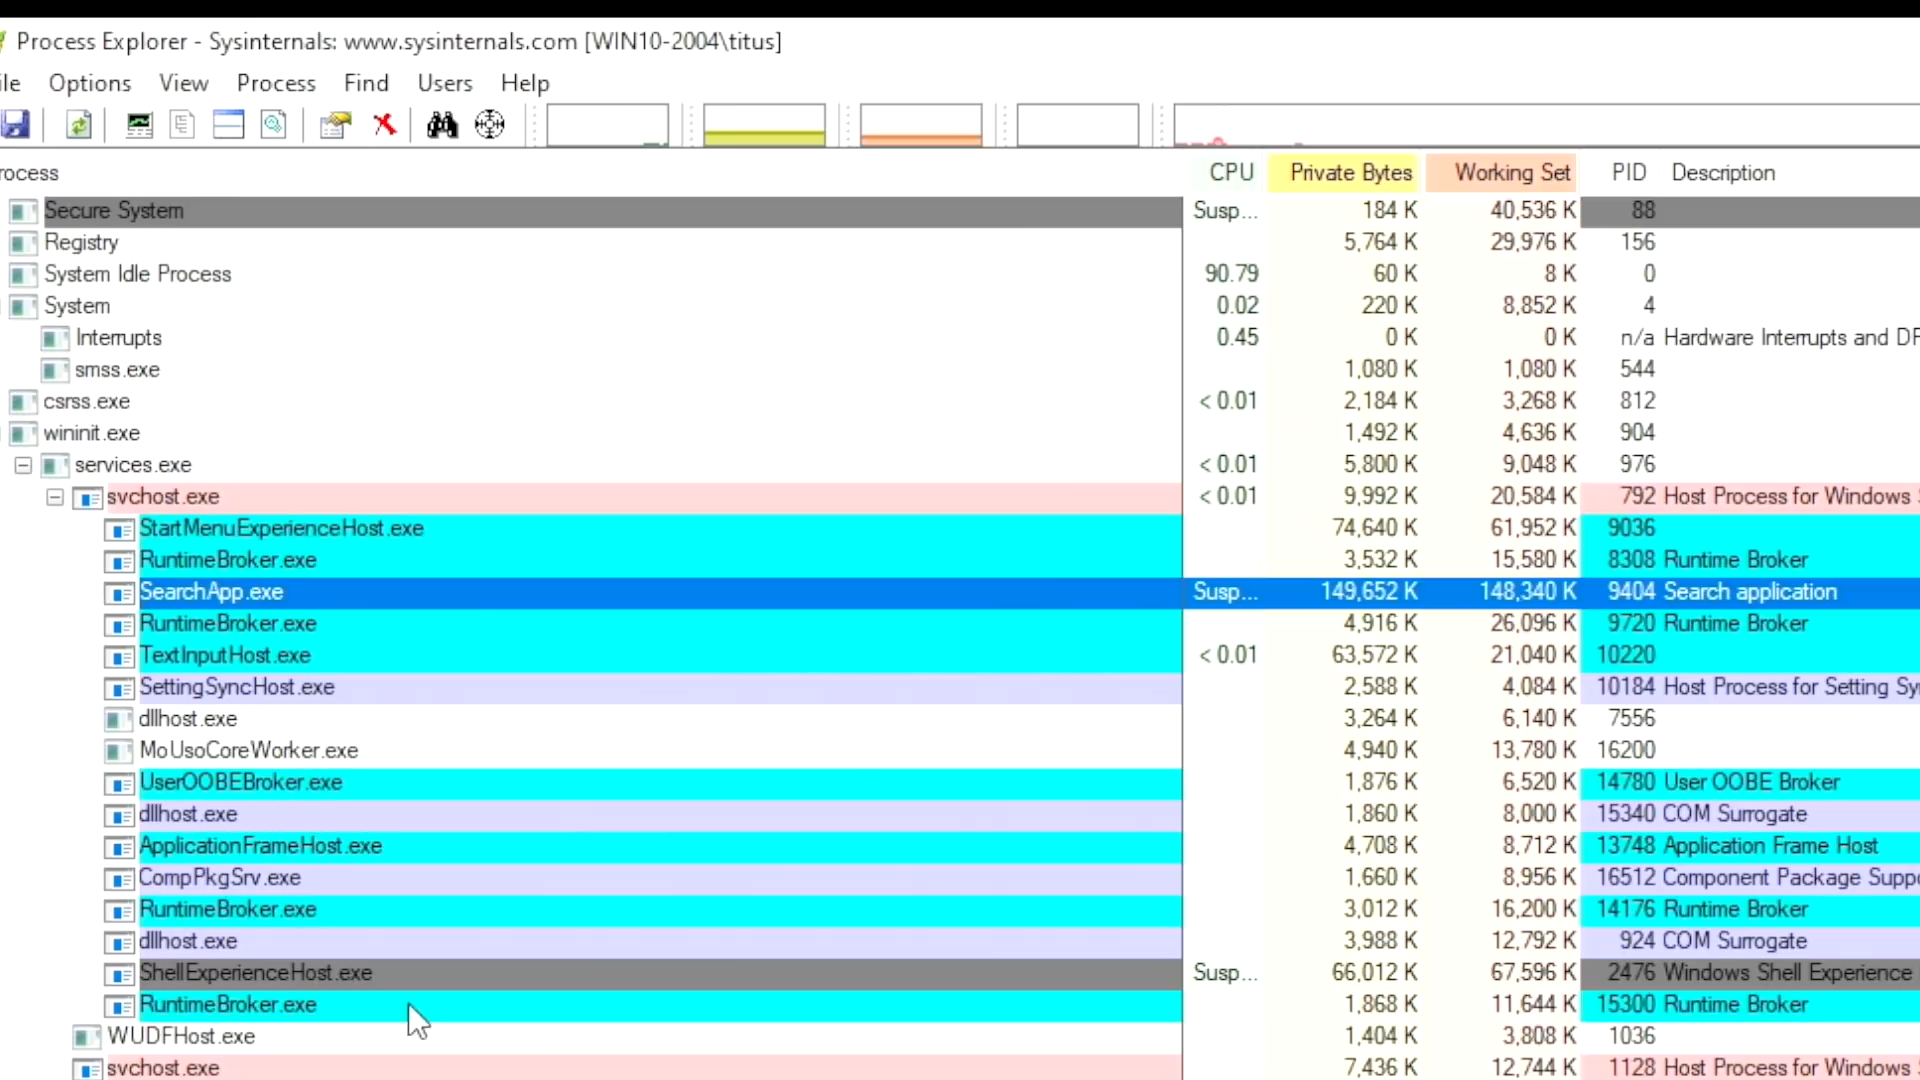 Process Explorer - Sysinternals: www.sysinternals.com [WIN10-2004\titus]
ile Options View Process Find Users Help
rocess CPU Private Bytes Working Set PID Description
Secure System Susp... 184 K 40,536 K 88
Registry 5,764 K 29,976 K 156
System Idle Process 90.79 60 K 8 K 0
System 0.02 220 K 8,852 K 4
Interrupts 0.45 0 K 0 K n/a Hardware Interrupts and DP
smss.exe 1,080 K 1,080 K 544
csrss.exe < 0.01 2,184 K 3,268 K 812
wininit.exe 1,492 K 4,636 K 904
services.exe < 0.01 5,800 K 9,048 K 976
svchost.exe < 0.01 9,992 K 20,584 K 792 Host Process for Windows
StartMenuExperienceHost.exe 74,640 K 61,952 K 9036
RuntimeBroker.exe 3,532 K 15,580 K 8308 Runtime Broker
SearchApp.exe Susp... 149,652 K 148,340 K 9404 Search application
RuntimeBroker.exe 4,916 K 26,096 K 9720 Runtime Broker
TextInputHost.exe < 0.01 63,572 K 21,040 K 10220
SettingSyncHost.exe 2,588 K 4,084 K 10184 Host Process for Setting Sy
dllhost.exe 3,264 K 6,140 K 7556
MoUsoCoreWorker.exe 4,940 K 13,780 K 16200
UserOOBEBroker.exe 1,876 K 6,520 K 14780 User OOBE Broker
dllhost.exe 1,860 K 8,000 K 15340 COM Surrogate
ApplicationFrameHost.exe 4,708 K 8,712 K 13748 Application Frame Host
CompPkgSrv.exe 1,660 K 8,956 K 16512 Component Package Suppo
RuntimeBroker.exe 3,012 K 16,200 K 14176 Runtime Broker
dllhost.exe 3,988 K 12,792 K 924 COM Surrogate
ShellExperienceHost.exe Susp... 66,012 K 67,596 K 2476 Windows Shell Experience
RuntimeBroker.exe 1,868 K 11,644 K 15300 Runtime Broker
WUDFHost.exe 1,404 K 3,808 K 1036
svchost.exe 7,436 K 12,744 K 1128 Host Process for Windows